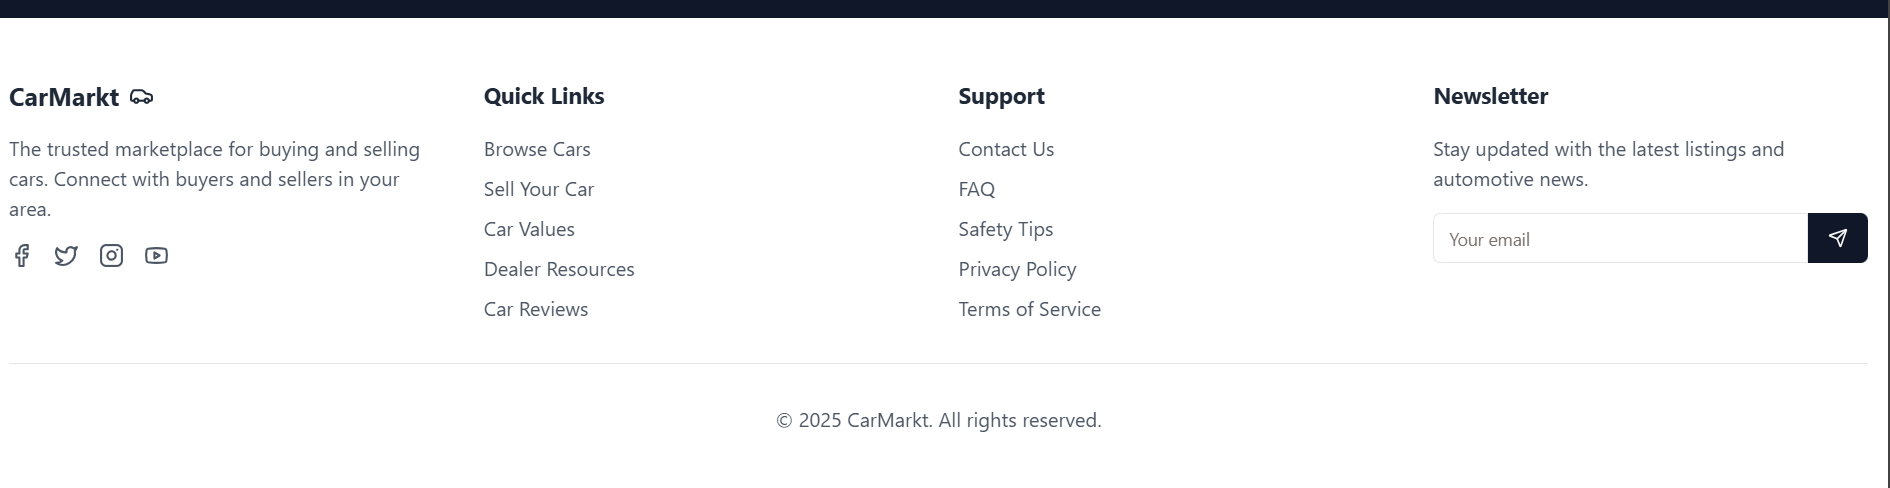 CarMarkt
The trusted marketplace for buying and selling
cars. Connect with buyers and sellers in your
area.
Quick Links
Browse Cars
Sell Your Car
Car Values
Dealer Resources
Car Reviews
Support
Contact Us
FAQ
Safety Tips
Privacy Policy
Terms of Service
Newsletter
Stay updated with the latest listings and
automotive news.
Your email
© 2025 CarMarkt. All rights reserved.